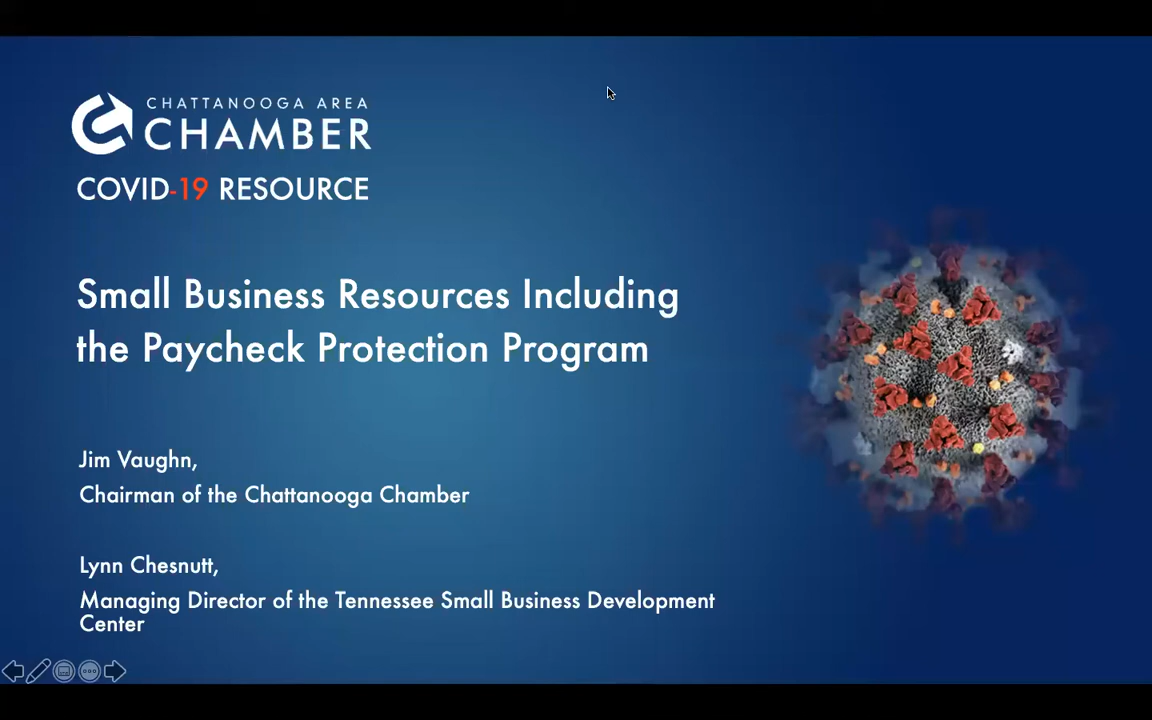 CHATTANOOGA AREA
CHAMBER
COVID-19 RESOURCE
Small Business Resources Including
the Paycheck Protection Program
Jim Vaughn,
Chairman of the Chattanooga Chamber
Lynn Chesnutt,
Managing Director of the Tennessee Small Business Development
Center